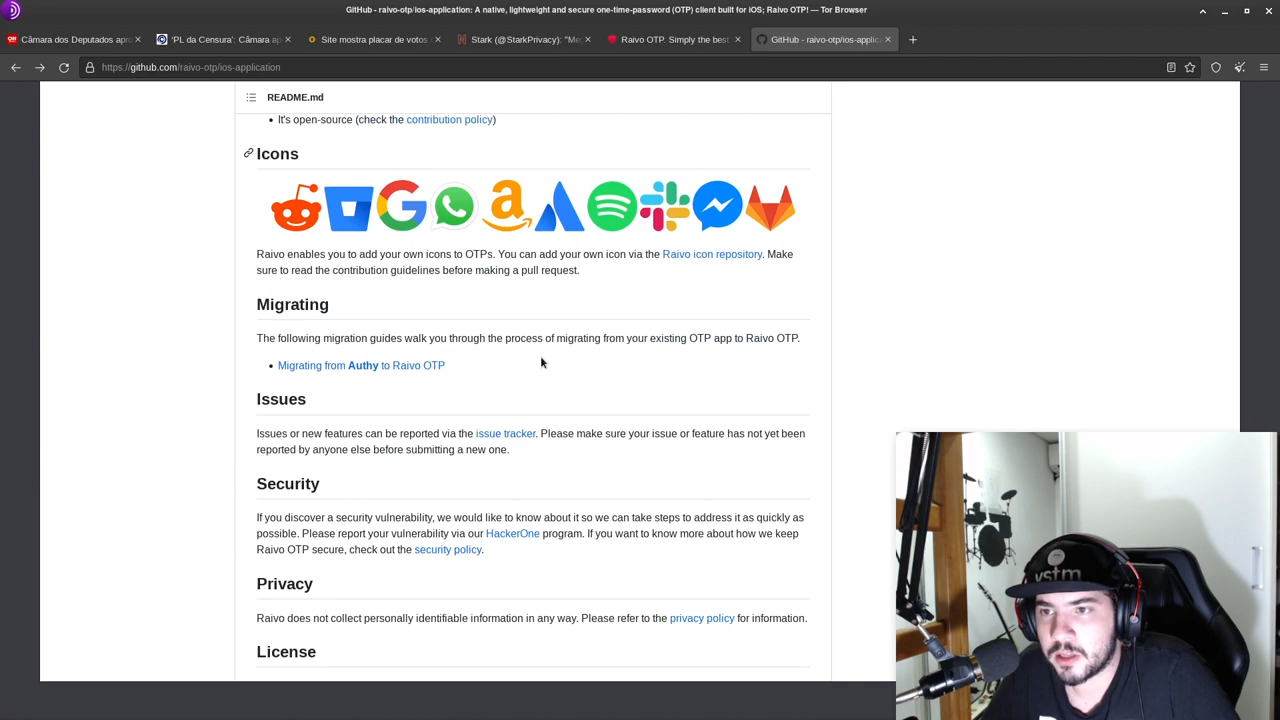 GitHub - raivo-otp/ios-application: A native, lightweight and secure one-time-password (OTP) client built for iOS; Raivo OTP! — Tor Browser
Câmara dos Deputados apro
'PL da Censura': Câmara ap
Site mostra placar de votos
Stark (@StarkPrivacy): "Me
Raivo OTP. Simply the best
GitHub - raivo-otp/ios-applic
https://github.com/raivo-otp/ios-application
README.md
• It's open-source (check the contribution policy)
Icons
Raivo enables you to add your own icons to OTPs. You can add your own icon via the Raivo icon repository. Make
sure to read the contribution guidelines before making a pull request.
Migrating
The following migration guides walk you through the process of migrating from your existing OTP app to Raivo OTP.
• Migrating from Authy to Raivo OTP
Issues
Issues or new features can be reported via the issue tracker. Please make sure your issue or feature has not yet been
reported by anyone else before submitting a new one.
Security
If you discover a security vulnerability, we would like to know about it so we can take steps to address it as quickly as
possible. Please report your vulnerability via our HackerOne program. If you want to know more about how we keep
Raivo OTP secure, check out the security policy.
Privacy
Raivo does not collect personally identifiable information in any way. Please refer to the privacy policy for information.
License
vstm